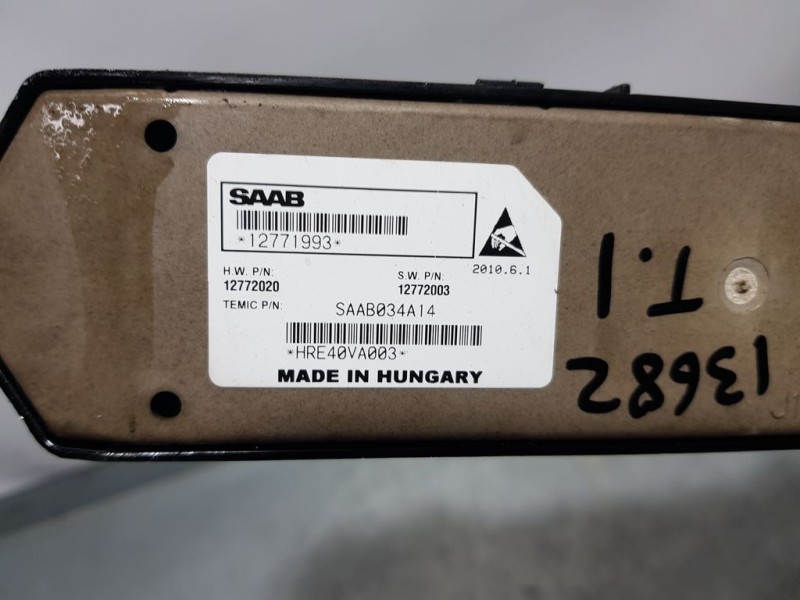 SAAB
*12771993*
2010.6.1
H.W. P/N:
12772020
S.W. P/N:
12772003
TEMIC P/N:
SAAB034A14
*HRE40VA003*
MADE IN HUNGARY
T.1
13682